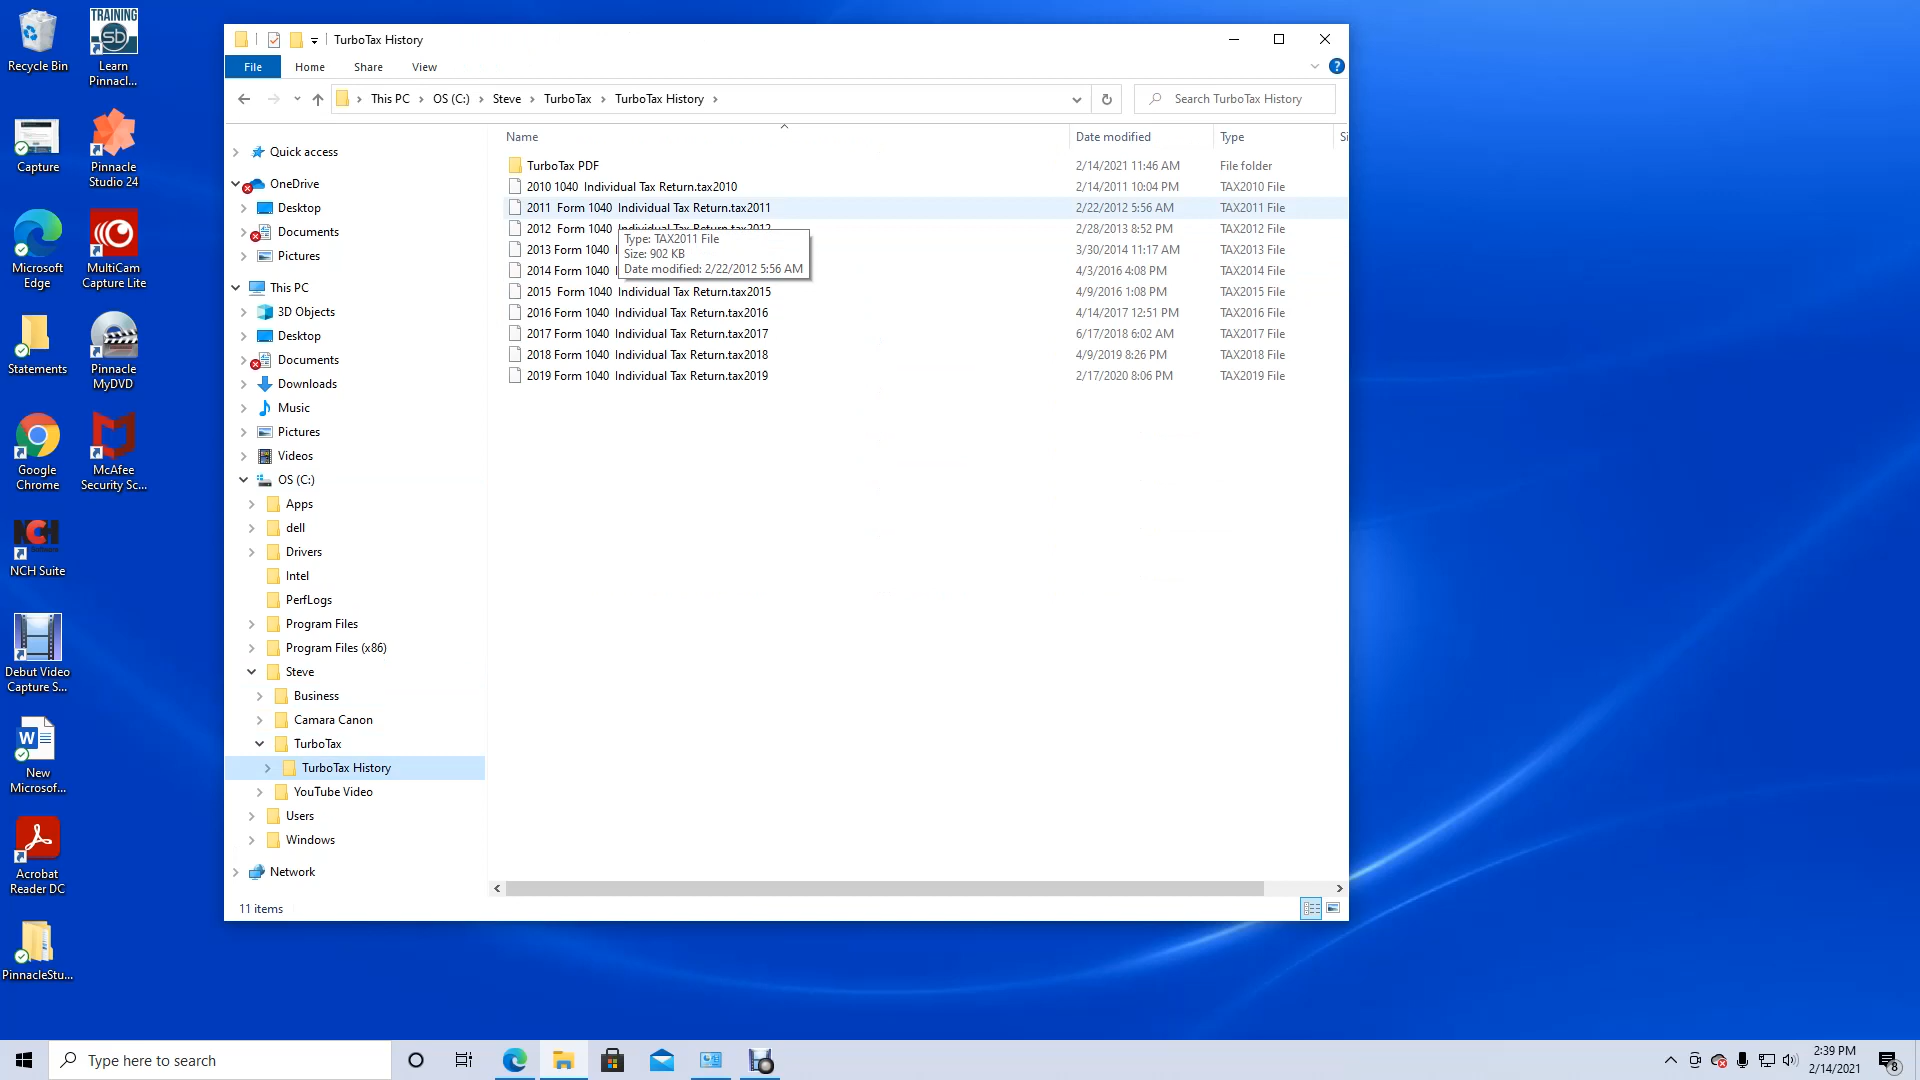 Recycle Bin
TRAINING
sb
Learn
Pinnacl...
Capture
Pinnacle
Studio 24
Microsoft
Edge
MultiCam
Capture Lite
Statements
Pinnacle
MyDVD
Google
Chrome
McAfee
Security Sc...
NCH
NCH Suite
Debut Video
Capture S...
W
New
Microsof...
Acrobat
Reader DC
PinnacleStu...
TurboTax History
File
Home
Share
View
?
This PC
OS (C:)
Steve
TurboTax
TurboTax History
Search TurboTax History
Quick access
OneDrive
Desktop
Documents
Pictures
This PC
3D Objects
Desktop
Documents
Downloads
Music
Pictures
Videos
OS (C:)
Apps
dell
Drivers
Intel
PerfLogs
Program Files
Program Files (x86)
Steve
Business
Camara Canon
TurboTax
TurboTax History
YouTube Video
Users
Windows
Network
Name Date modified Type Si
TurboTax PDF 2/14/2021 11:46 AM File folder
2010 1040 Individual Tax Return.tax2010 2/14/2011 10:04 PM TAX2010 File
2011 Form 1040 Individual Tax Return.tax2011 2/22/2012 5:56 AM TAX2011 File
2012 Form 1040 Individual Tax Return.tax2012 2/28/2013 8:52 PM TAX2012 File
2013 Form 1040 3/30/2014 11:17 AM TAX2013 File
2014 Form 1040 4/3/2016 4:08 PM TAX2014 File
2015 Form 1040 Individual Tax Return.tax2015 4/9/2016 1:08 PM TAX2015 File
2016 Form 1040 Individual Tax Return.tax2016 4/14/2017 12:51 PM TAX2016 File
2017 Form 1040 Individual Tax Return.tax2017 6/17/2018 6:02 AM TAX2017 File
2018 Form 1040 Individual Tax Return.tax2018 4/9/2019 8:26 PM TAX2018 File
2019 Form 1040 Individual Tax Return.tax2019 2/17/2020 8:06 PM TAX2019 File
Type: TAX2011 File
Size: 902 KB
Date modified: 2/22/2012 5:56 AM
11 items
Type here to search
2:39 PM
2/14/2021
8